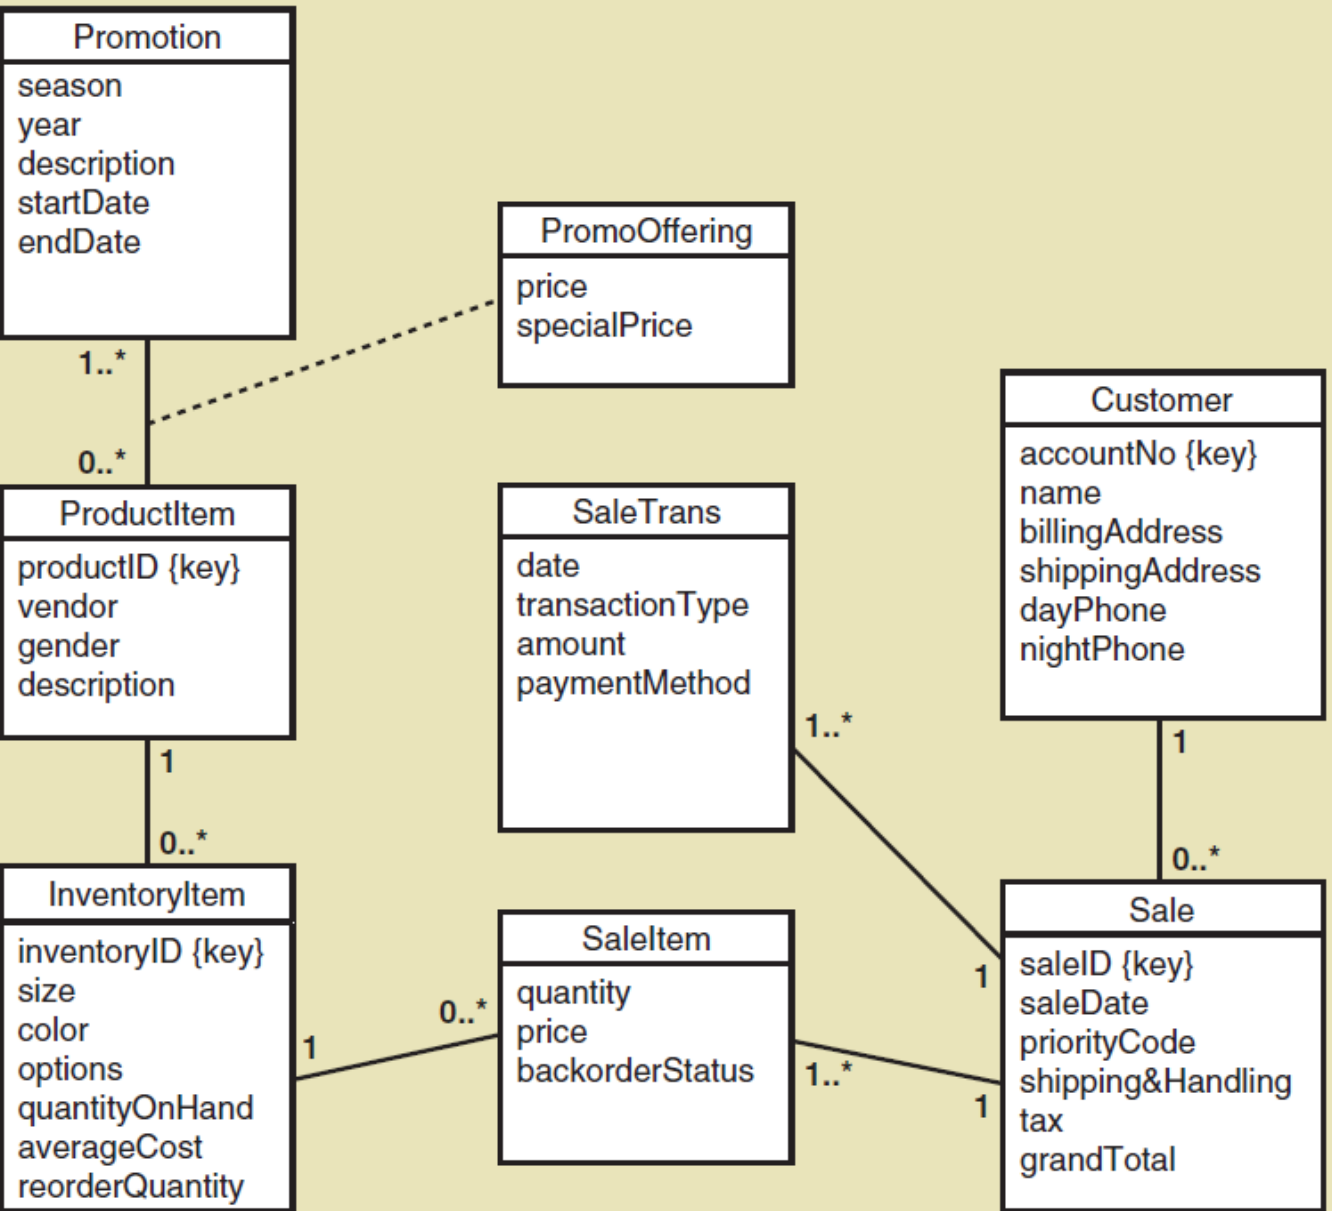 Promotion
season
year
description
startDate
endDate
1..*
0..*
PromoOffering
price
specialPrice
ProductItem
productID {key}
vendor
gender
description
1
0..*
SaleTrans
date
transactionType
amount
paymentMethod
1..*
1
Customer
accountNo {key}
name
billingAddress
shippingAddress
dayPhone
nightPhone
1
0..*
InventoryItem
inventoryID {key}
size
color
options
quantityOnHand
averageCost
reorderQuantity
1
0..*
SaleItem
quantity
price
backorderStatus
1..*
1
Sale
saleID {key}
saleDate
priorityCode
shipping&Handling
tax
grandTotal